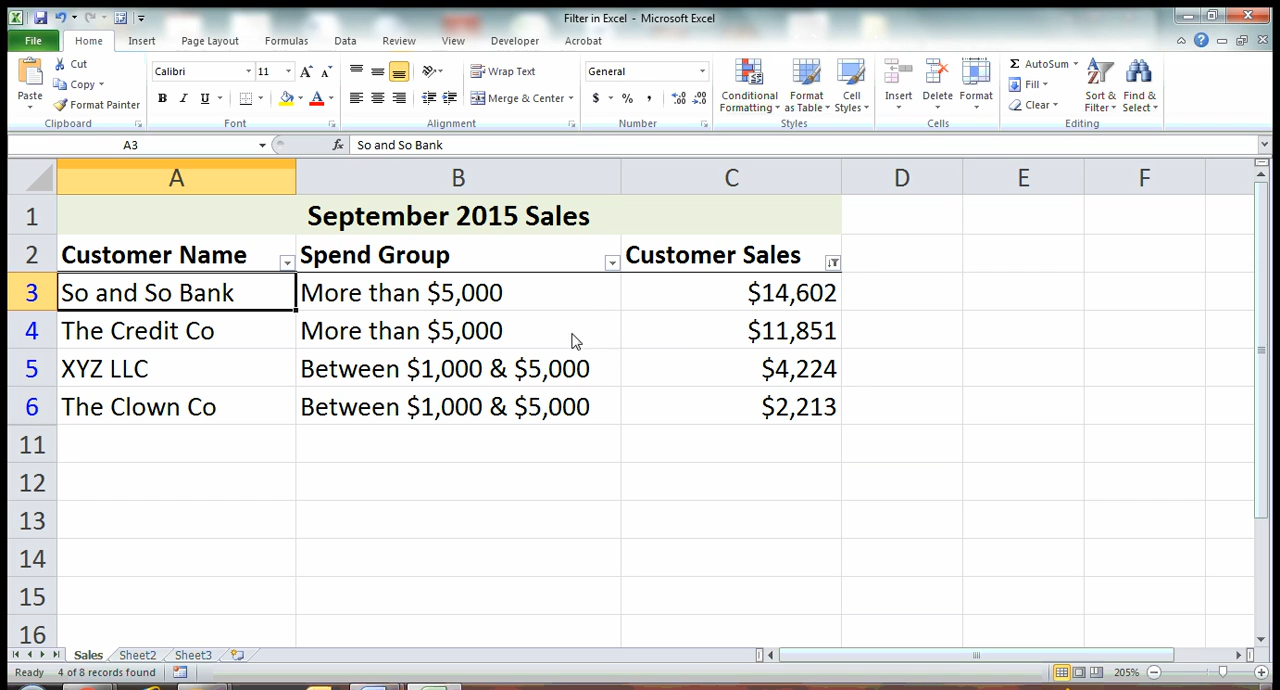 Filter in Excel - Microsoft Excel
File Home Insert Page Layout Formulas Data Review View Developer Acrobat
Paste Cut Copy Format Painter
Calibri 11 B I U
Wrap Text Merge & Center
General $ % ,
Conditional Formatting Format as Table Cell Styles
Insert Delete Format
Σ AutoSum Fill Clear Sort & Filter Find & Select
Clipboard Font Alignment Number Styles Cells Editing
A3 fx So and So Bank
A B C D E F
1 September 2015 Sales
2 Customer Name Spend Group Customer Sales
3 So and So Bank More than $5,000 $14,602
4 The Credit Co More than $5,000 $11,851
5 XYZ LLC Between $1,000 & $5,000 $4,224
6 The Clown Co Between $1,000 & $5,000 $2,213
11
12
13
14
15
16
Sales Sheet2 Sheet3
Ready 4 of 8 records found 205%